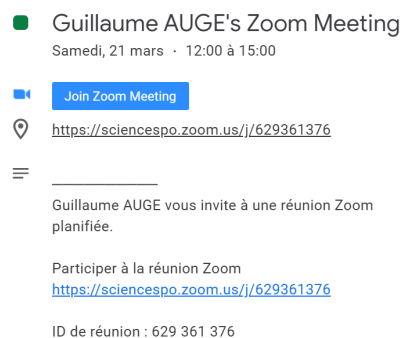 Guillaume AUGE's Zoom Meeting
Samedi, 21 mars · 12:00 à 15:00
Join Zoom Meeting
https://sciencespo.zoom.us/j/629361376
_______________
Guillaume AUGE vous invite à une réunion Zoom
planifiée.
Participer à la réunion Zoom
https://sciencespo.zoom.us/j/629361376
ID de réunion : 629 361 376